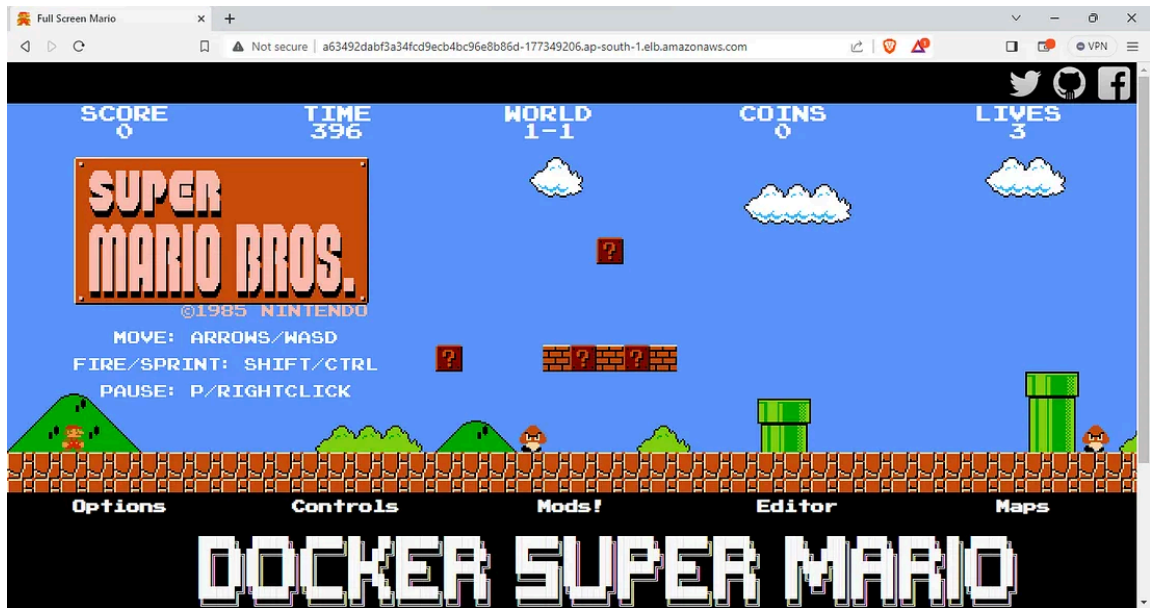 Full Screen Mario
Not secure a63492dabf3a34fcd9ecb4bc96e8b86d-177349206.ap-south-1.elb.amazonaws.com VPN
SCORE TIME WORLD COINS LIVES
0 396 1-1 0 3
SUPER
MARIO BROS.
©1985 NINTENDO
MOVE: ARROWS/WASD
FIRE/SPRINT: SHIFT/CTRL
PAUSE: P/RIGHTCLICK
?
? ? ?
Options Controls Mods! Editor Maps
DOCKER SUPER MARIO